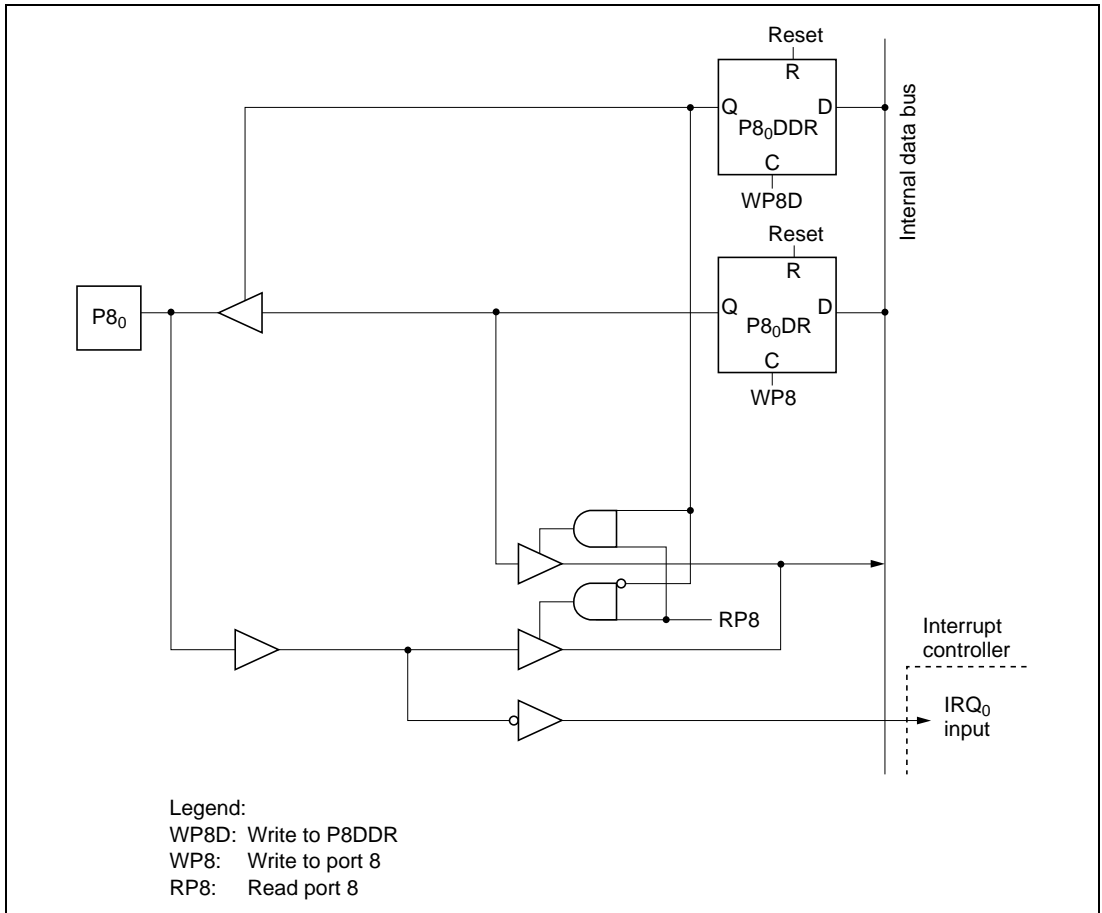 Reset
R
Q D
P8₀DDR
C
WP8D
Internal data bus
Reset
R
Q D
P8₀DR
C
WP8
P8₀
RP8
Interrupt
controller
IRQ₀
input
Legend:
WP8D: Write to P8DDR
WP8: Write to port 8
RP8: Read port 8